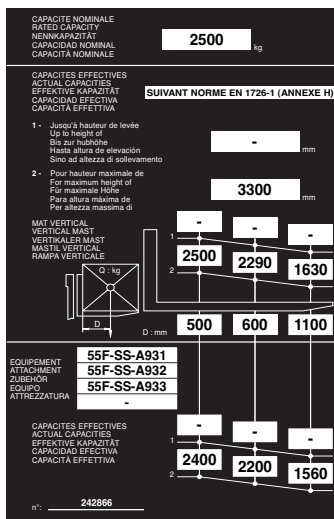 CAPACITE NOMINALE
RATED CAPACITY
NENNKAPAZITÄT
CAPACIDAD NOMINAL
CAPACITÀ NOMINALE
2500 kg
CAPACITES EFFECTIVES
ACTUAL CAPACITIES
EFFEKTIVE KAPAZITÄT
CAPACIDAD EFECTIVA
CAPACITÀ EFFETTIVA
SUIVANT NORME EN 1726-1 (ANNEXE H)
1 - Jusqu'à hauteur de levée
Up to height of
Bis zur hubhöhe
Hasta altura de elevación
Sino ad altezza di sollevamento
- mm
2 - Pour hauteur maximale de
For maximum height of
Für maximale Höhe
Para altura máxima de
Per altezza massima di
3300 mm
MAT VERTICAL
VERTICAL MAST
VERTIKALER MAST
MASTIL VERTICAL
RAMPA VERTICALE
- - -
1
2500 2290 1630
2
Q : kg
D
D : mm 500 600 1100
EQUIPEMENT
ATTACHMENT
ZUBEHÖR
EQUIPO
ATTREZZATURA
55F-SS-A931
55F-SS-A932
55F-SS-A933
-
CAPACITES EFFECTIVES
ACTUAL CAPACITIES
EFFEKTIVE KAPAZITÄT
CAPACIDAD EFECTIVA
CAPACITÀ EFFETTIVA
- - -
1
2400 2200 1560
2
n°: 242866